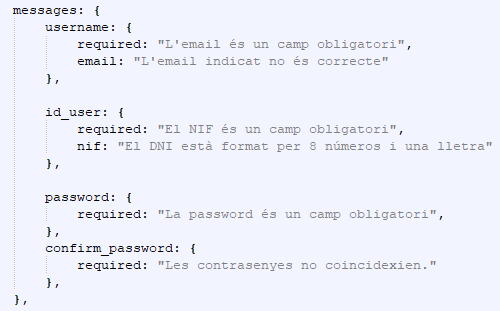 messages: {
    username: {
        required: "L'email és un camp obligatori",
        email: "L'email indicat no és correcte"
    },
    id_user: {
        required: "El NIF és un camp obligatori",
        nif: "El DNI està format per 8 números i una lletra"
    },
    password: {
        required: "La password és un camp obligatori",
    },
    confirm_password: {
        required: "Les contrasenyes no coincidexien."
    },
},